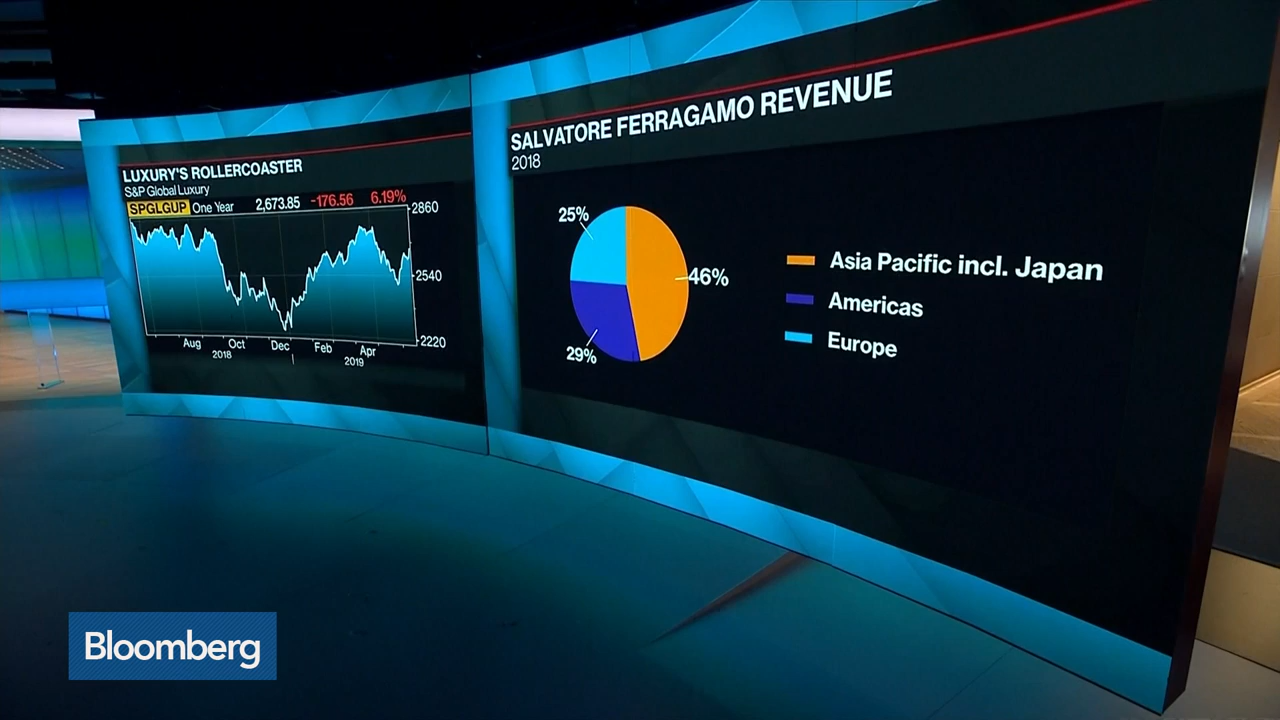 LUXURY'S ROLLERCOASTER
S&P Global Luxury
SPGLGUP One Year 2,673.85 -176.56 6.19%
2860
2540
2220
Aug Oct Dec Feb Apr
2018 2019
SALVATORE FERRAGAMO REVENUE
2018
25%
46%
29%
Asia Pacific incl. Japan
Americas
Europe
Bloomberg